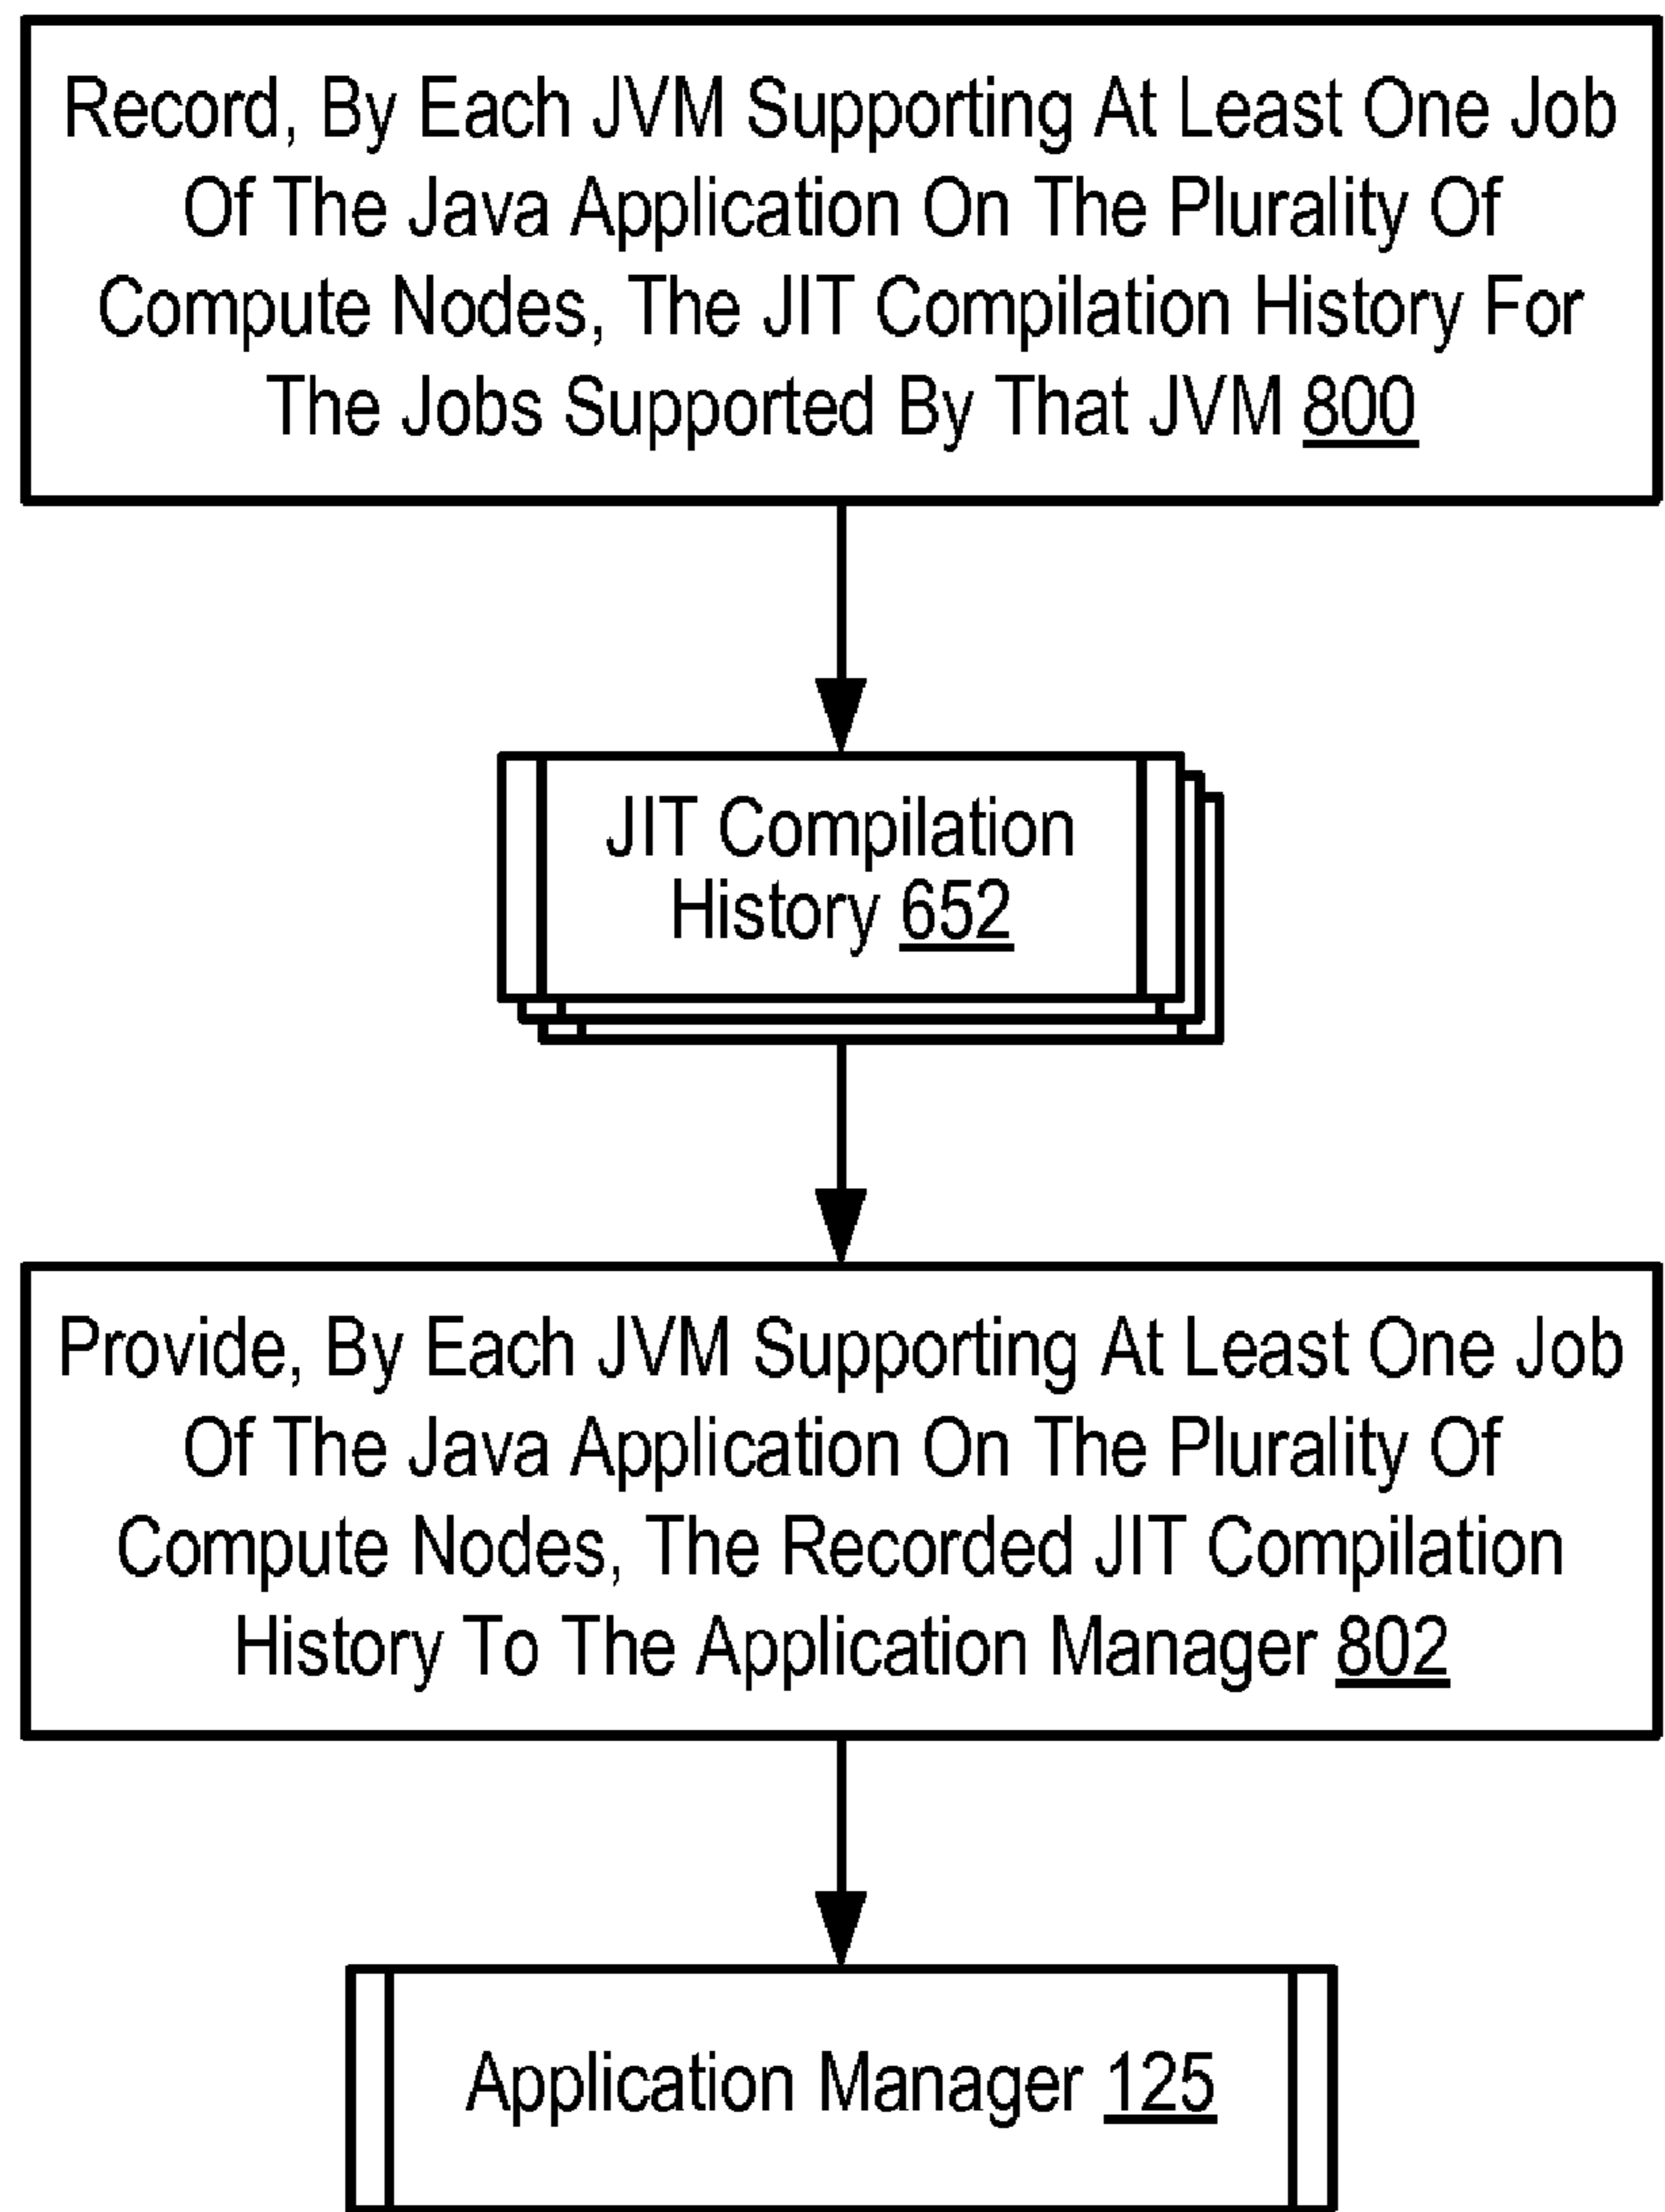 Record, By Each JVM Supporting At Least One Job
Of The Java Application On The Plurality Of
Compute Nodes, The JIT Compilation History For
The Jobs Supported By That JVM 800
JIT Compilation
History 652
Provide, By Each JVM Supporting At Least One Job
Of The Java Application On The Plurality Of
Compute Nodes, The Recorded JIT Compilation
History To The Application Manager 802
Application Manager 125